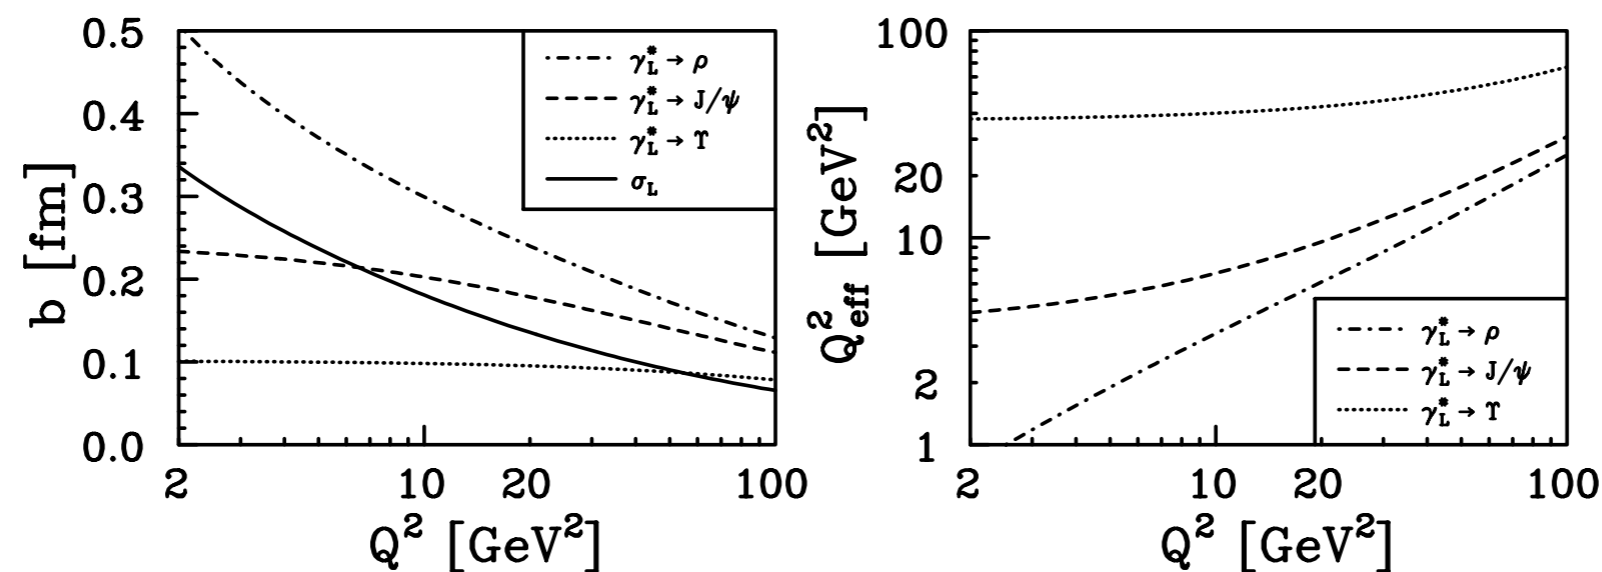 0.5
0.4
0.3
0.2
0.1
0.0
b [fm]
2 10 20 100
Q² [GeV²]
γ*L → ρ
γ*L → J/ψ
γ*L → Υ
σL
100
20
10
2
1
Q²eff [GeV²]
2 10 20 100
Q² [GeV²]
γ*L → ρ
γ*L → J/ψ
γ*L → Υ